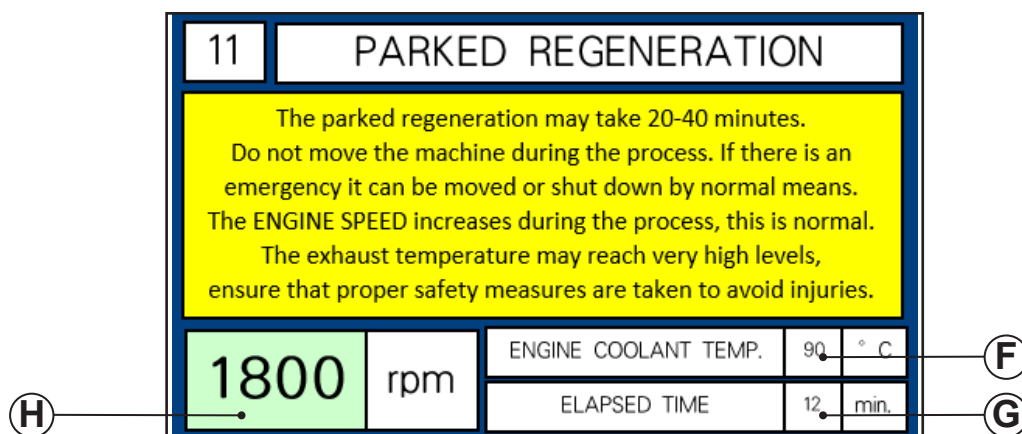 11 PARKED REGENERATION
The parked regeneration may take 20-40 minutes.
Do not move the machine during the process. If there is an
emergency it can be moved or shut down by normal means.
The ENGINE SPEED increases during the process, this is normal.
The exhaust temperature may reach very high levels,
ensure that proper safety measures are taken to avoid injuries.
1800 rpm
ENGINE COOLANT TEMP. 90 ° C
ELAPSED TIME 12 min.
F
G
H